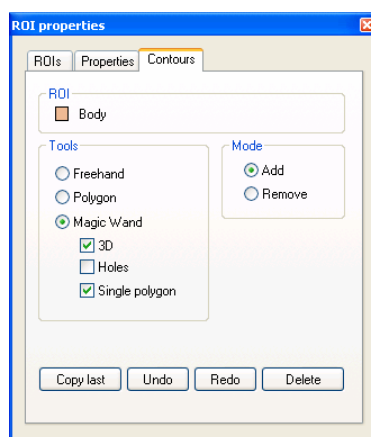 ROI properties
ROIs Properties Contours
ROI
Body
Tools
Freehand
Polygon
Magic Wand
3D
Holes
Single polygon
Mode
Add
Remove
Copy last Undo Redo Delete